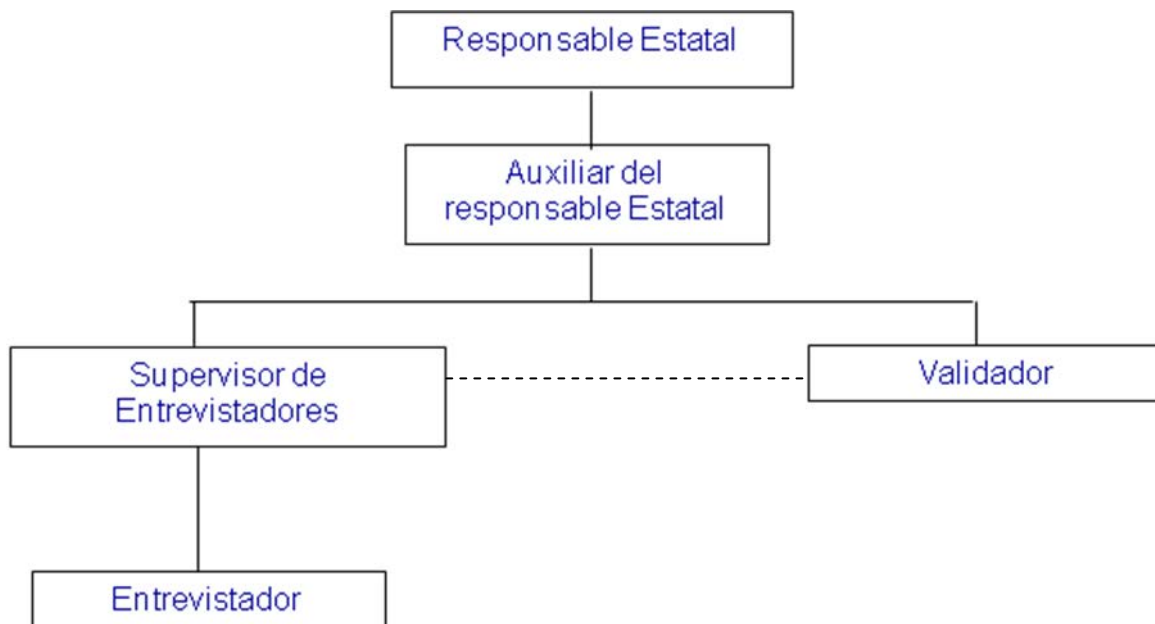 Responsable Estatal
Auxiliar del
responsable Estatal
Supervisor de
Entrevistadores
Validador
Entrevistador